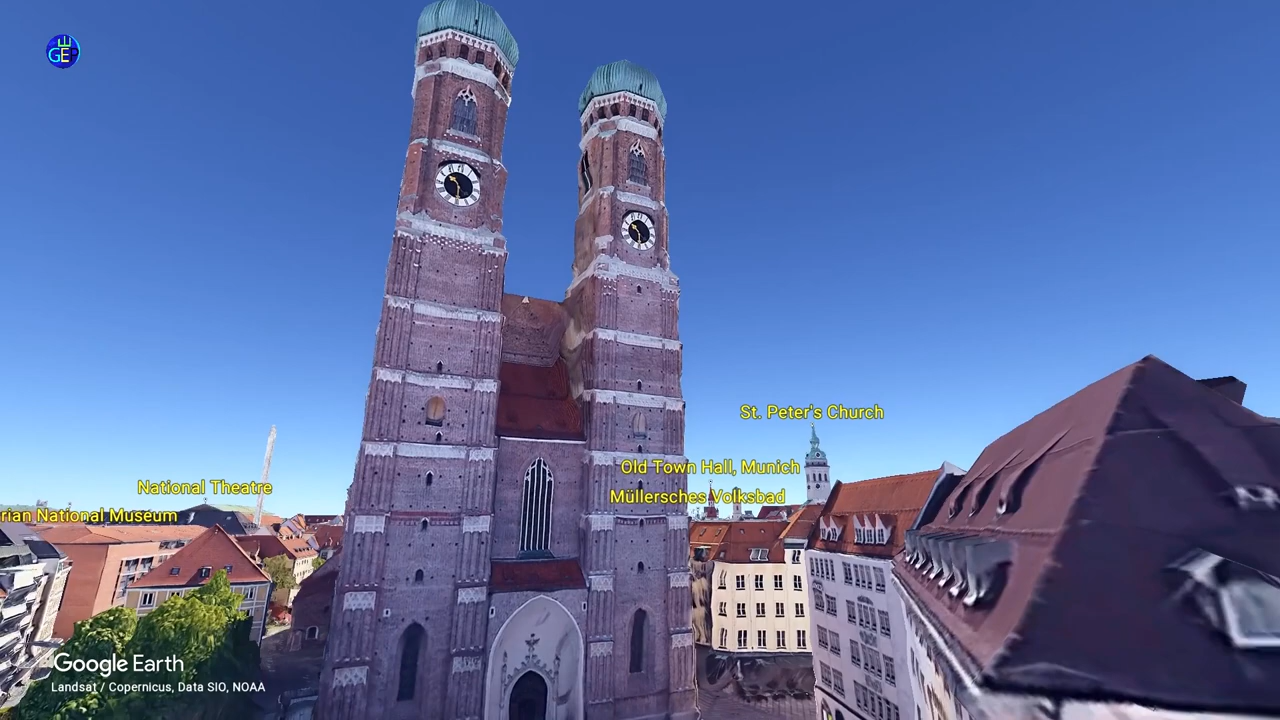 GEP
St. Peter's Church
Old Town Hall, Munich
National Theatre
Müllersches Volksbad
rian National Museum
Google Earth
Landsat / Copernicus, Data SIO, NOAA